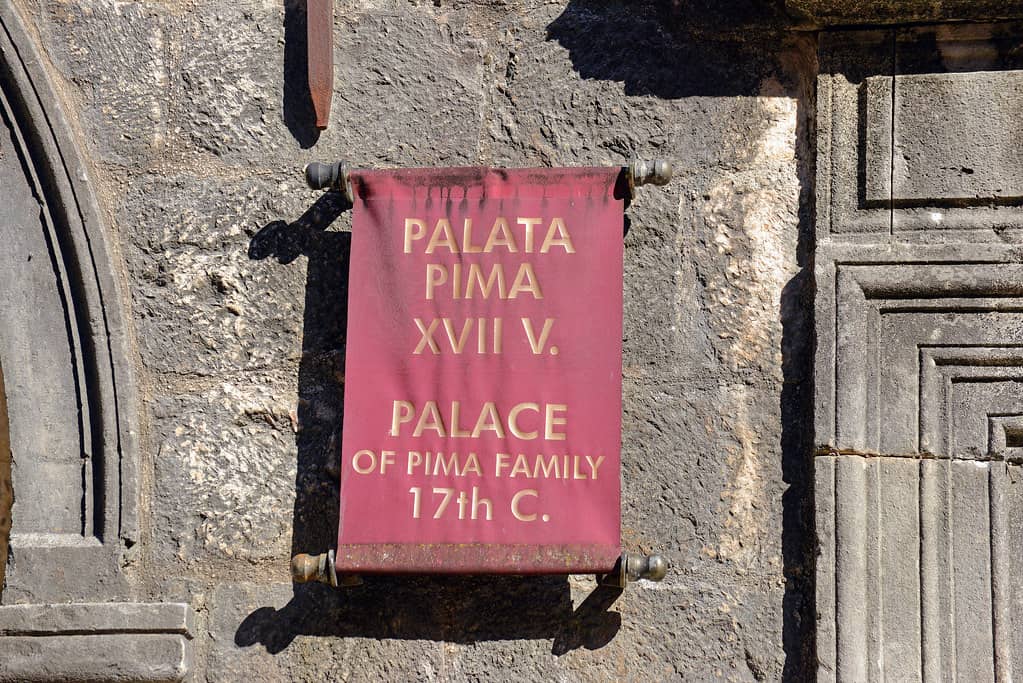 PALATA
PIMA
XVII V.
PALACE
OF PIMA FAMILY
17th C.